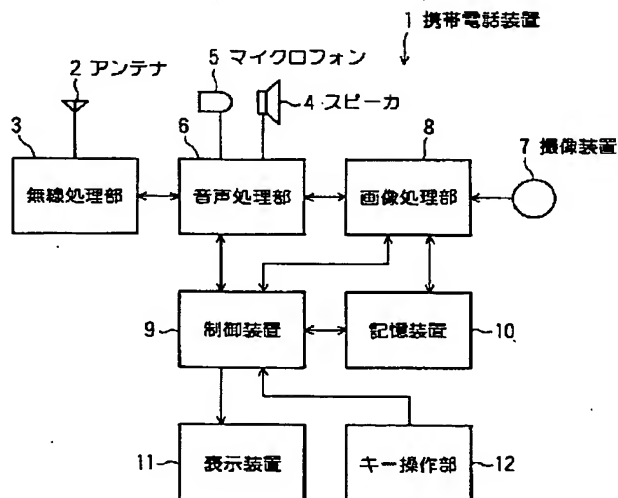 1 携帯電話装置
5 マイクロフォン
2 アンテナ
4 スピーカ
3
6
8
7 撮像装置
無線処理部
音声処理部
画像処理部
9
制御装置
記憶装置
10
11
表示装置
キー操作部
12